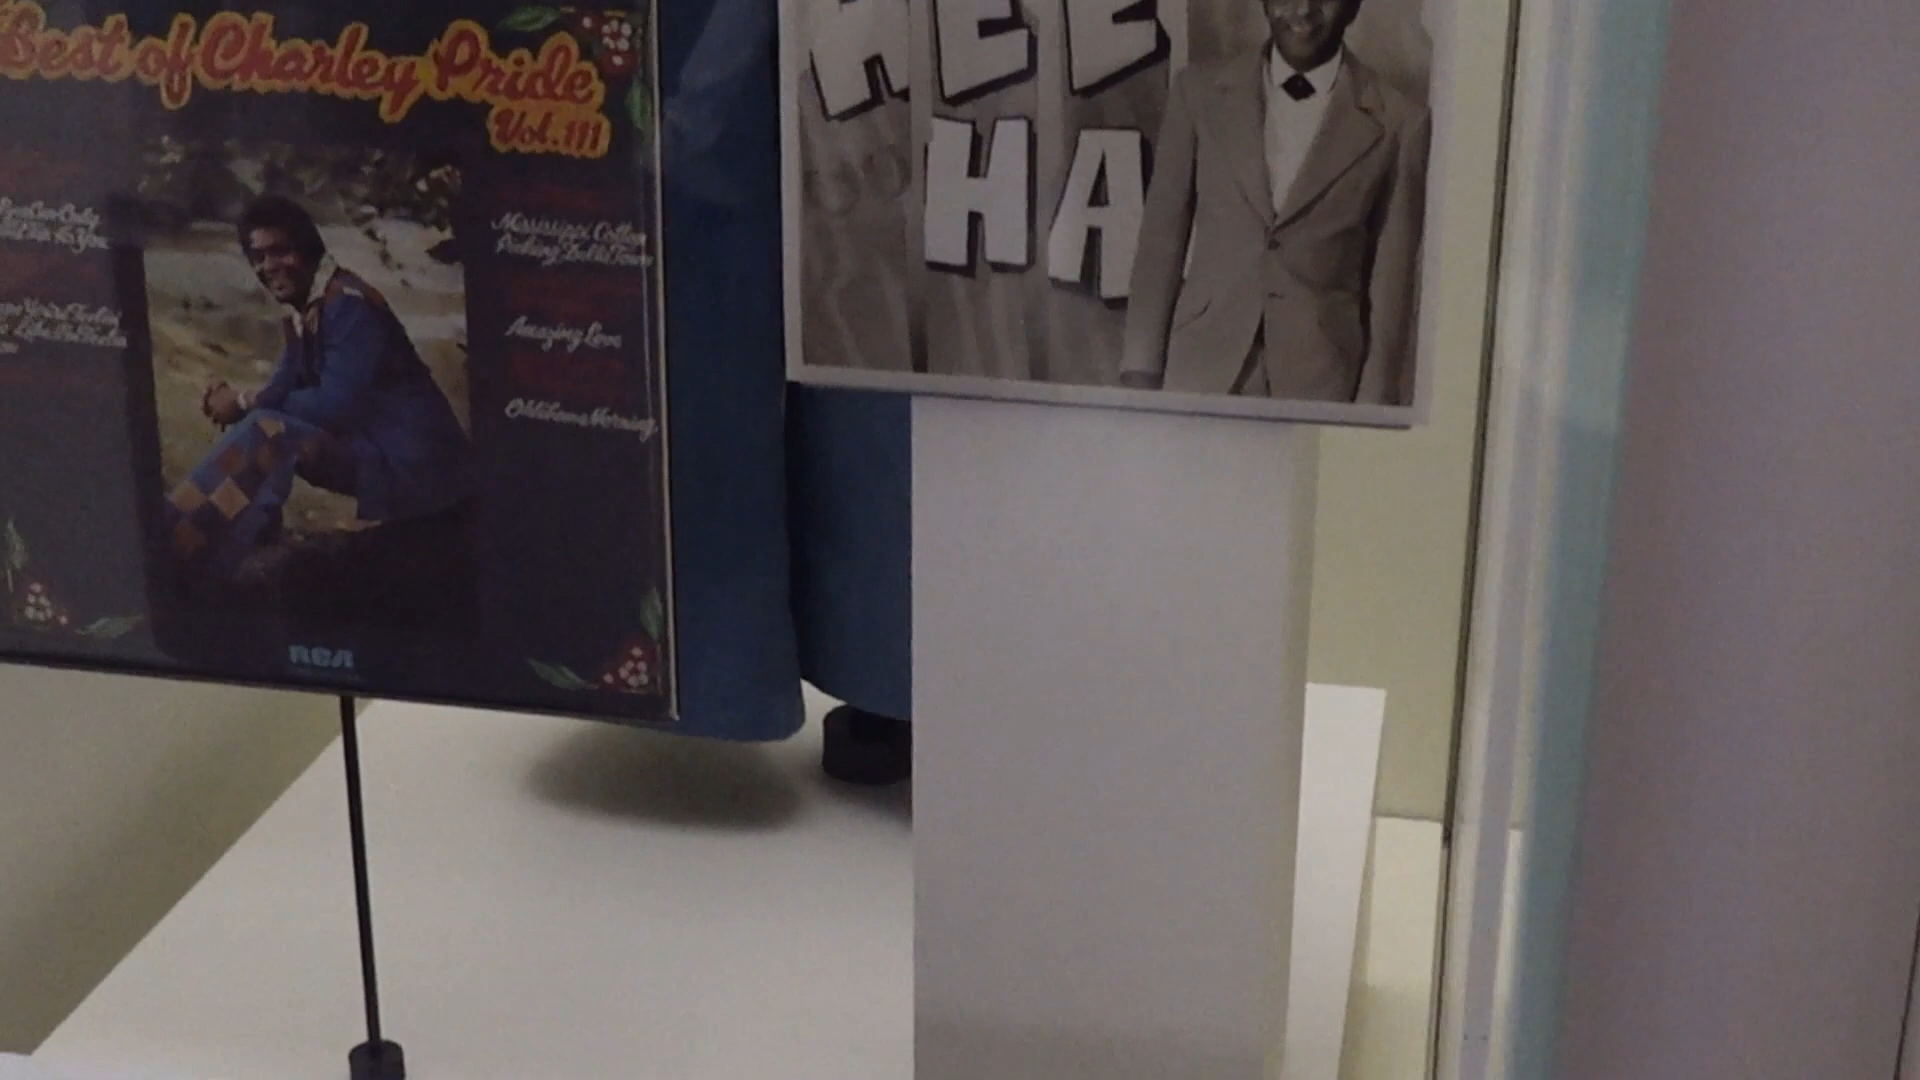 Best of Charley Pride
Vol. III
Mississippi Cotton
Picking Delta Town
Amazing Love
Oklahoma Morning
RCA
HEE
HA